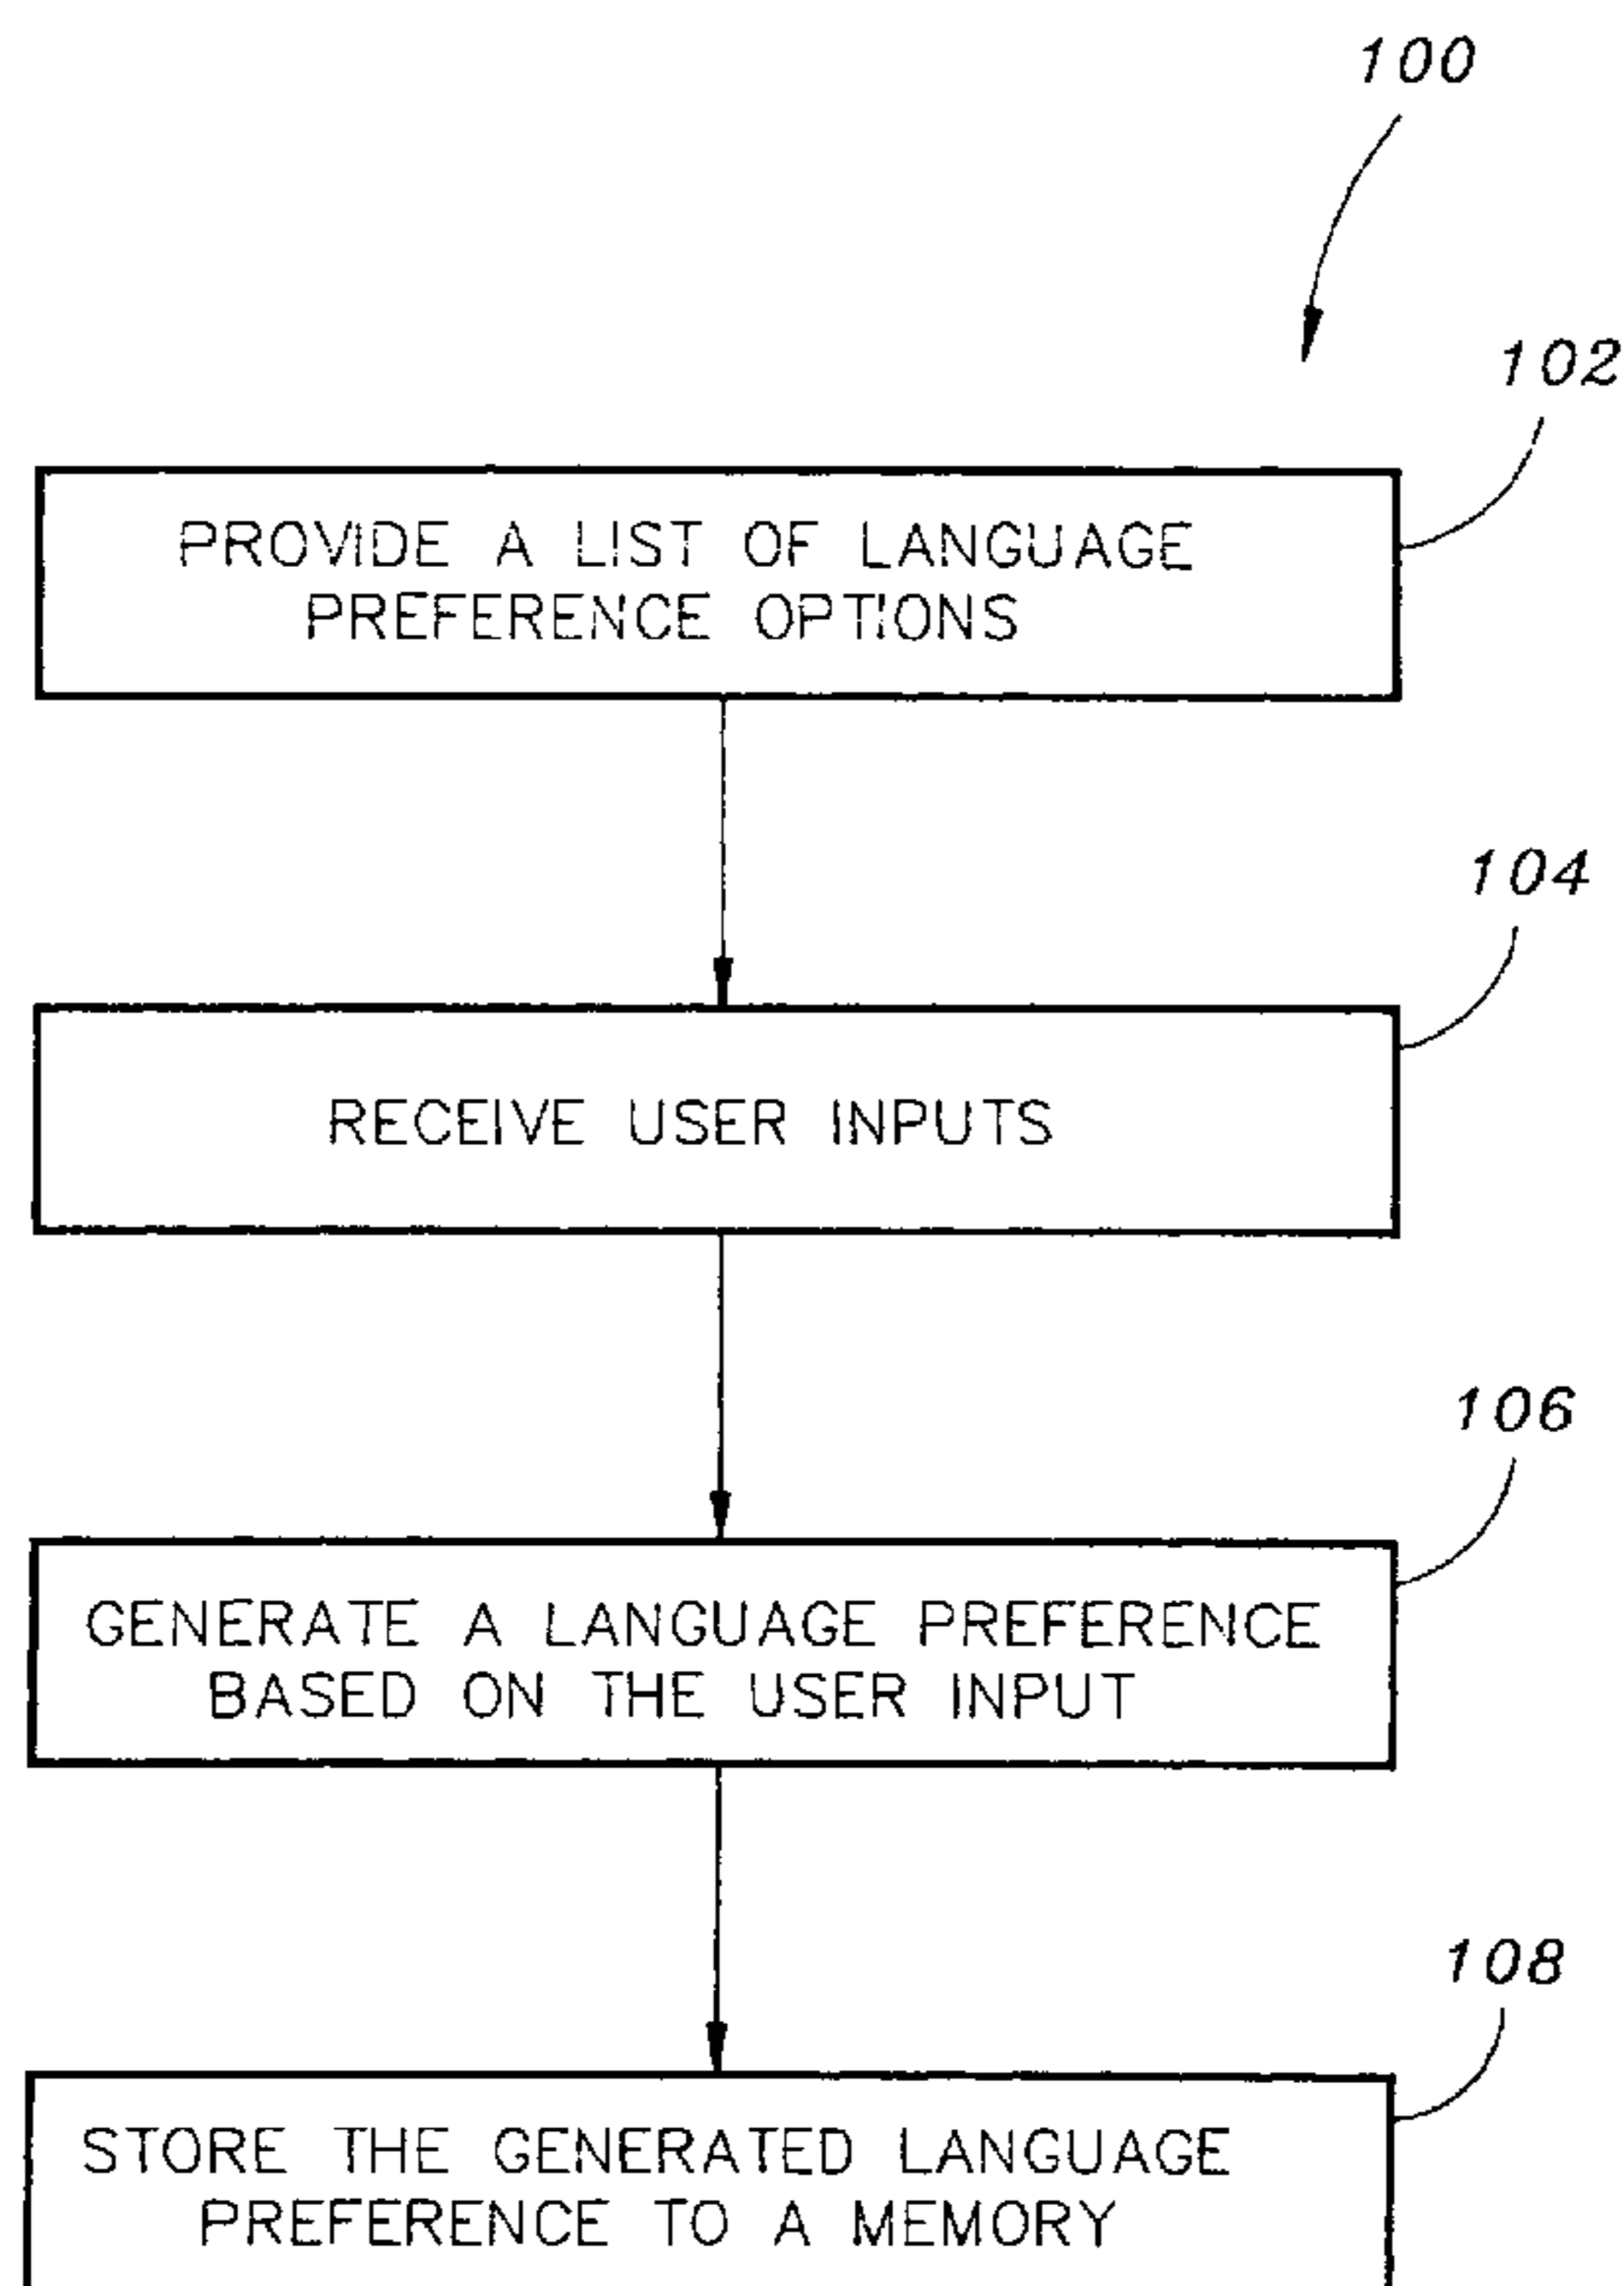 100
102
PROVIDE A LIST OF LANGUAGE
PREFERENCE OPTIONS
104
RECEIVE USER INPUTS
106
GENERATE A LANGUAGE PREFERENCE
BASED ON THE USER INPUT
108
STORE THE GENERATED LANGUAGE
PREFERENCE TO A MEMORY